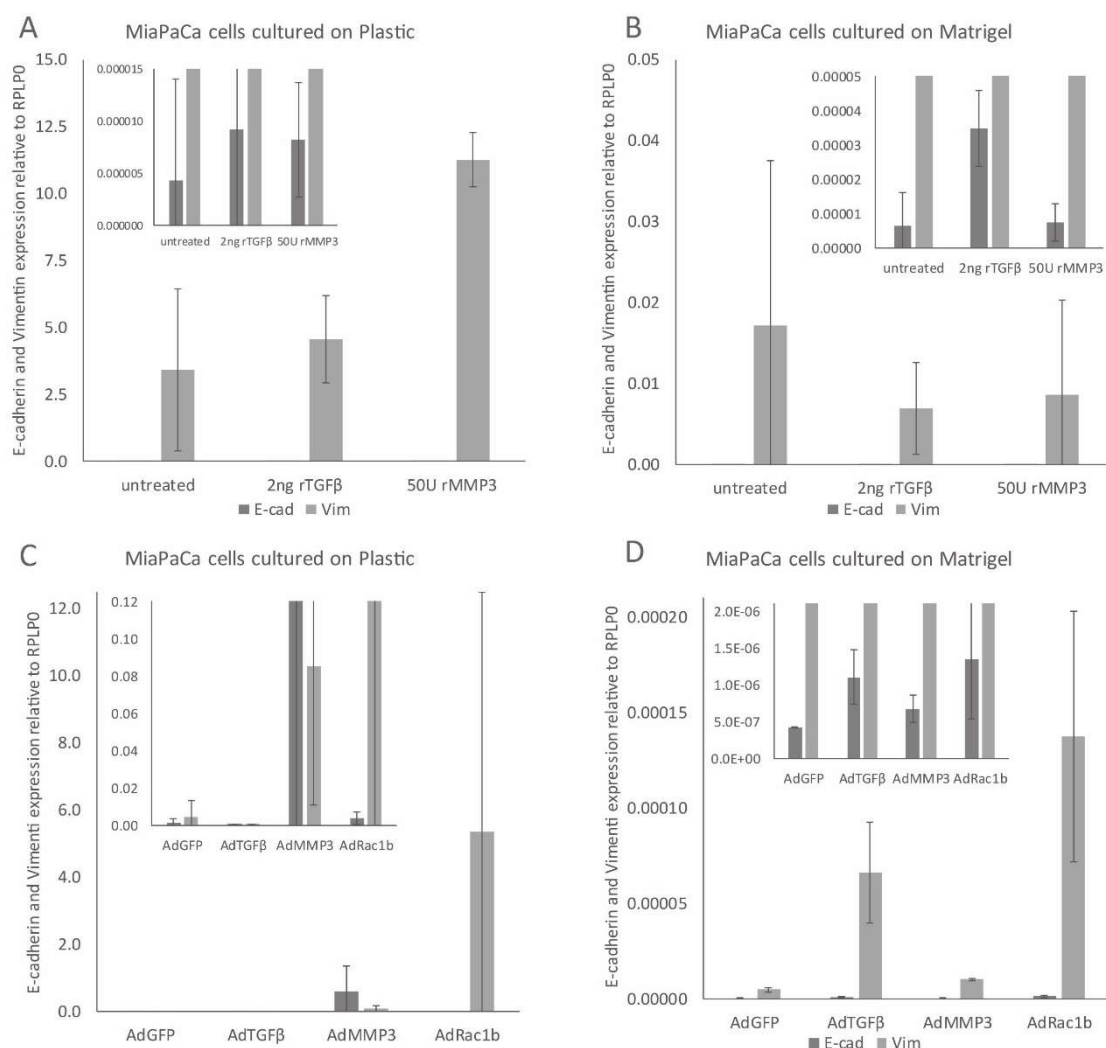 A
MiaPaCa cells cultured on Plastic
E-cadherin and Vimentin expression relative to RPLP0
15.0
12.5
10.0
7.5
5.0
2.5
0.0
0.000015
0.000010
0.000005
0.000000
untreated 2ng rTGFβ 50U rMMP3
untreated 2ng rTGFβ 50U rMMP3
E-cad Vim
B
MiaPaCa cells cultured on Matrigel
E-cadherin and Vimentin expression relative to RPLP0
0.05
0.04
0.03
0.02
0.01
0.00
0.00005
0.00004
0.00003
0.00002
0.00001
0.00000
untreated 2ng rTGFβ 50U rMMP3
untreated 2ng rTGFβ 50U rMMP3
E-cad Vim
C
MiaPaCa cells cultured on Plastic
E-cadherin and Vimenti expression relative to RPLP0
12.0
10.0
8.0
6.0
4.0
2.0
0.0
0.12
0.10
0.08
0.06
0.04
0.02
0.00
AdGFP AdTGFβ AdMMP3 AdRac1b
AdGFP AdTGFβ AdMMP3 AdRac1b
D
MiaPaCa cells cultured on Matrigel
E-cadherin and Vimenti expression relative to RPLP0
0.00020
0.00015
0.00010
0.00005
0.00000
2.0E-06
1.5E-06
1.0E-06
5.0E-07
0.0E+00
AdGFP AdTGFβ AdMMP3 AdRac1b
AdGFP AdTGFβ AdMMP3 AdRac1b
E-cad Vim